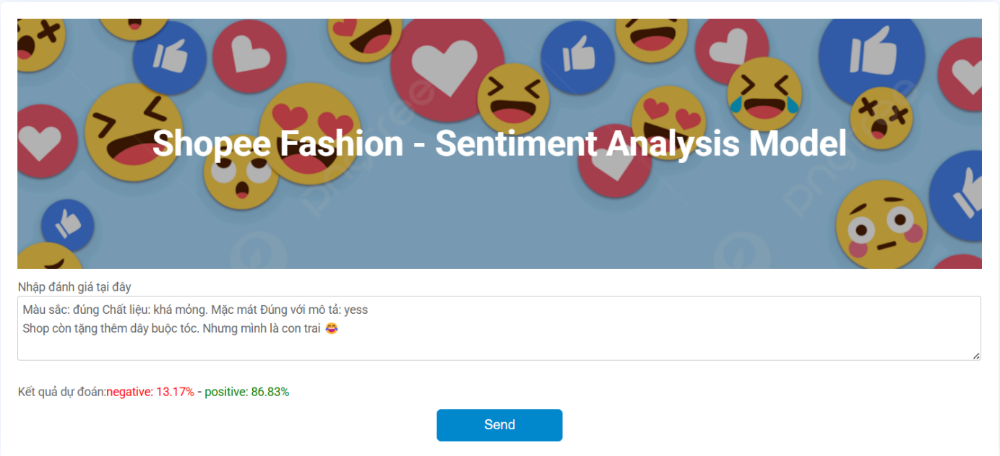 Shopee Fashion - Sentiment Analysis Model
pngtree
pngtree
Nhập đánh giá tại đây
Màu sắc: đúng Chất liệu: khá mỏng. Mặc mát Đúng với mô tả: yess
Shop còn tặng thêm dây buộc tóc. Nhưng mình là con trai 😂
Kết quả dự đoán:negative: 13.17% - positive: 86.83%
Send